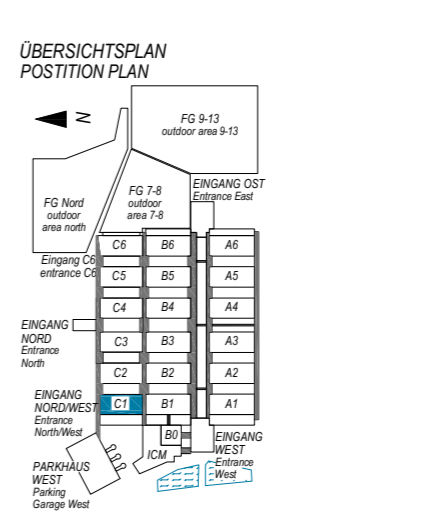 ÜBERSICHTSPLAN
POSTITION PLAN
N
FG 9-13
outdoor area 9-13
FG Nord
outdoor
area north
FG 7-8
outdoor
area 7-8
EINGANG OST
Entrance East
Eingang C6
entrance C6
C6 B6 A6
C5 B5 A5
C4 B4 A4
EINGANG
NORD
Entrance
North
C3 B3 A3
C2 B2 A2
EINGANG
NORD/WEST
Entrance
North/West
C1 B1 A1
B0
ICM
EINGANG
WEST
Entrance
West
PARKHAUS
WEST
Parking
Garage West